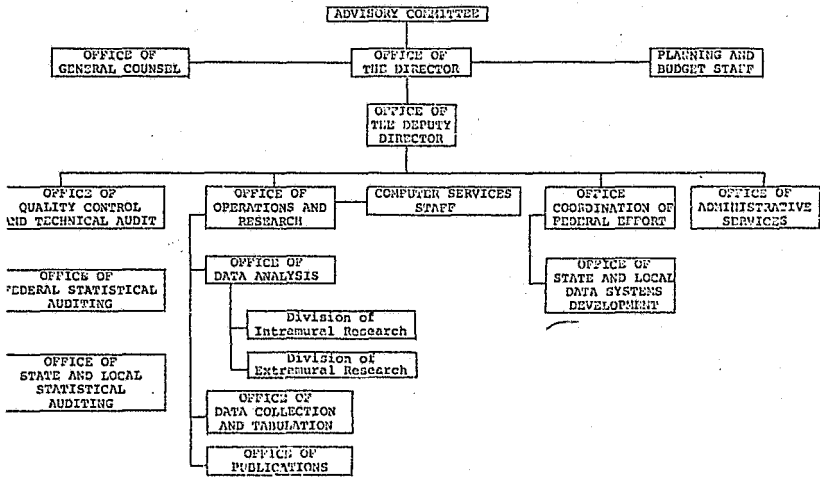 ADVISORY COMMITTEE
OFFICE OF
GENERAL COUNSEL
OFFICE OF
THE DIRECTOR
PLANNING AND
BUDGET STAFF
OFFICE OF
THE DEPUTY
DIRECTOR
OFFICE OF
QUALITY CONTROL
AND TECHNICAL AUDIT
OFFICE OF
OPERATIONS AND
RESEARCH
COMPUTER SERVICES
STAFF
OFFICE
COORDINATION OF
FEDERAL EFFORT
OFFICE OF
ADMINISTRATIVE
SERVICES
OFFICE OF
FEDERAL STATISTICAL
AUDITING
OFFICE OF
DATA ANALYSIS
OFFICE OF
STATE AND LOCAL
DATA SYSTEMS
DEVELOPMENT
Division of
Intramural Research
Division of
Extramural Research
OFFICE OF
STATE AND LOCAL
STATISTICAL
AUDITING
OFFICE OF
DATA COLLECTION
AND TABULATION
OFFICE OF
PUBLICATIONS